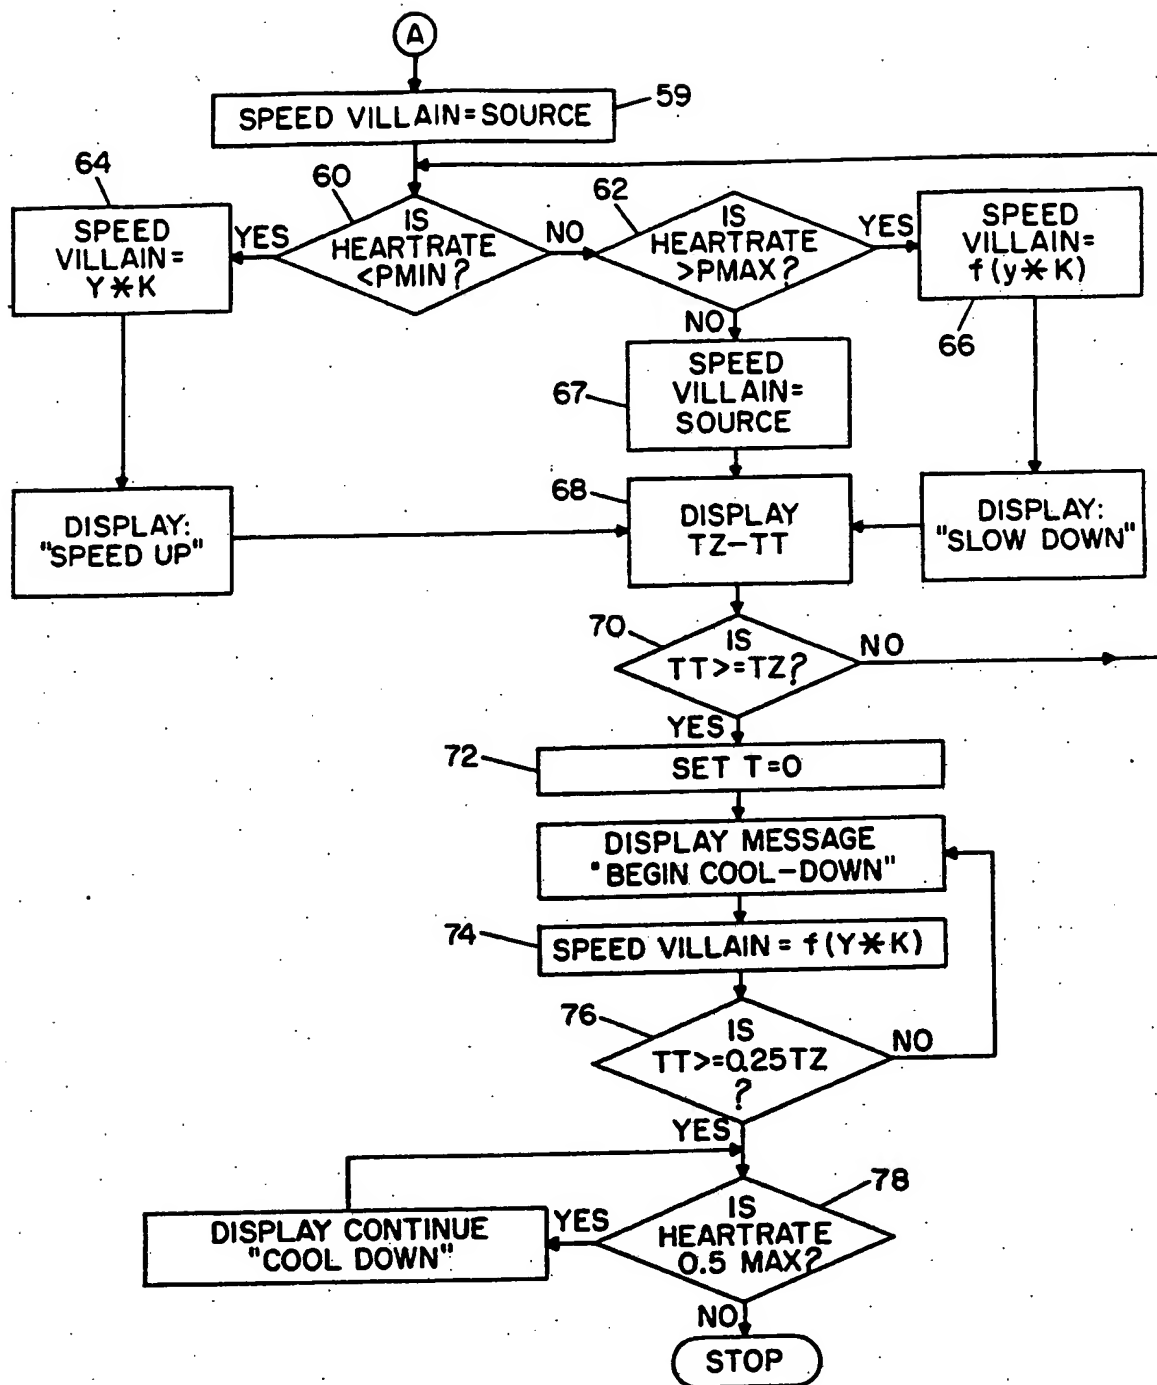 A
SPEED VILLAIN=SOURCE
59
64
60
62
SPEED
VILLAIN=
Y*K
YES
IS
HEARTRATE
<PMIN?
NO
IS
HEARTRATE
>PMAX?
YES
SPEED
VILLAIN=
f(y*K)
66
NO
67
SPEED
VILLAIN=
SOURCE
68
DISPLAY:
"SPEED UP"
DISPLAY
TZ-TT
DISPLAY:
"SLOW DOWN"
70
IS
TT>=TZ?
NO
YES
72
SET T=0
DISPLAY MESSAGE
"BEGIN COOL-DOWN"
74
SPEED VILLAIN = f(Y*K)
76
IS
TT>=0.25TZ
?
NO
YES
78
IS
HEARTRATE
0.5 MAX?
YES
DISPLAY CONTINUE
"COOL DOWN"
NO
STOP